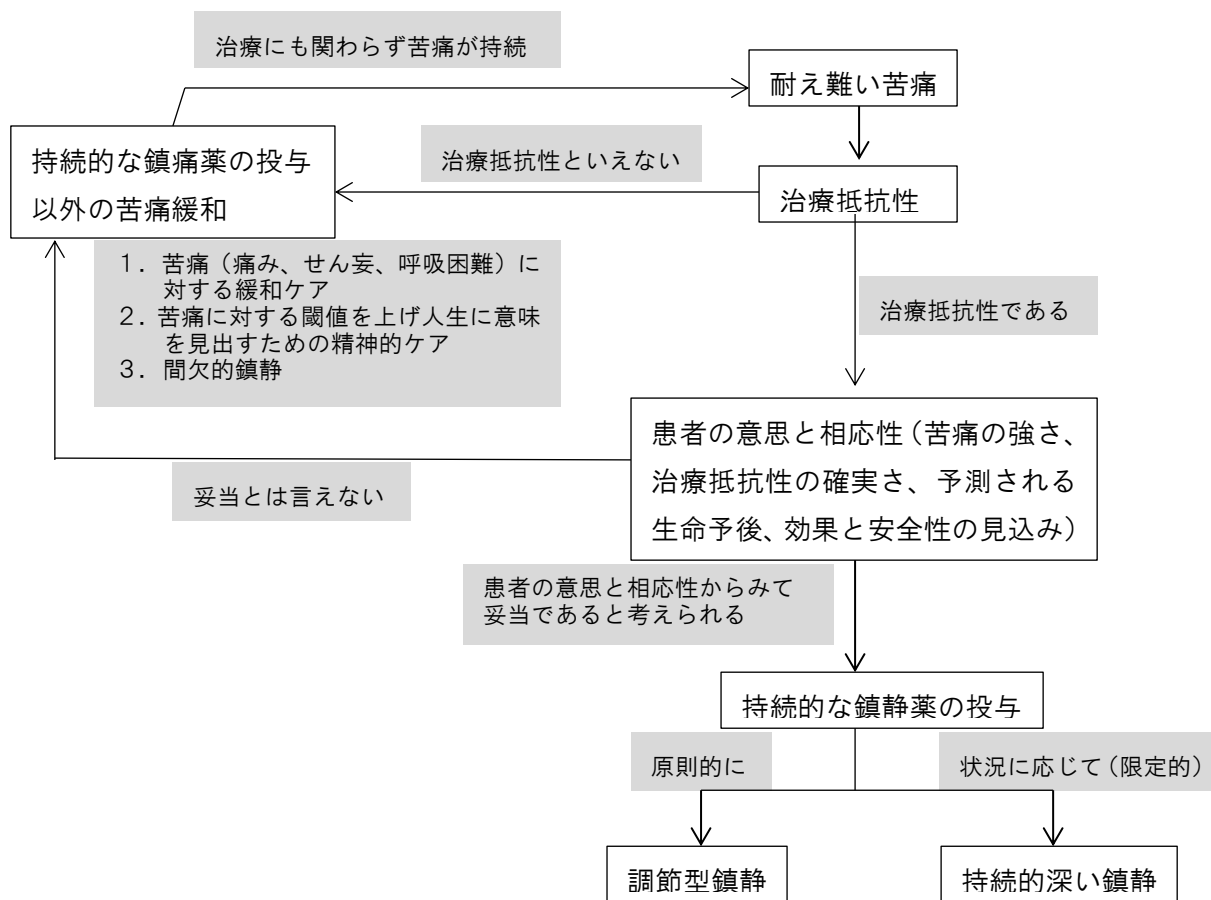 治療にも関わらず苦痛が持続
耐え難い苦痛
持続的な鎮痛薬の投与
以外の苦痛緩和
治療抵抗性といえない
治療抵抗性
１．苦痛（痛み、せん妄、呼吸困難）に
対する緩和ケア
２．苦痛に対する閾値を上げ人生に意味
を見出すための精神的ケア
３．間欠的鎮静
治療抵抗性である
患者の意思と相応性（苦痛の強さ、
治療抵抗性の確実さ、予測される
生命予後、効果と安全性の見込み）
妥当とは言えない
患者の意思と相応性からみて
妥当であると考えられる
持続的な鎮静薬の投与
原則的に
状況に応じて（限定的）
調節型鎮静
持続的深い鎮静